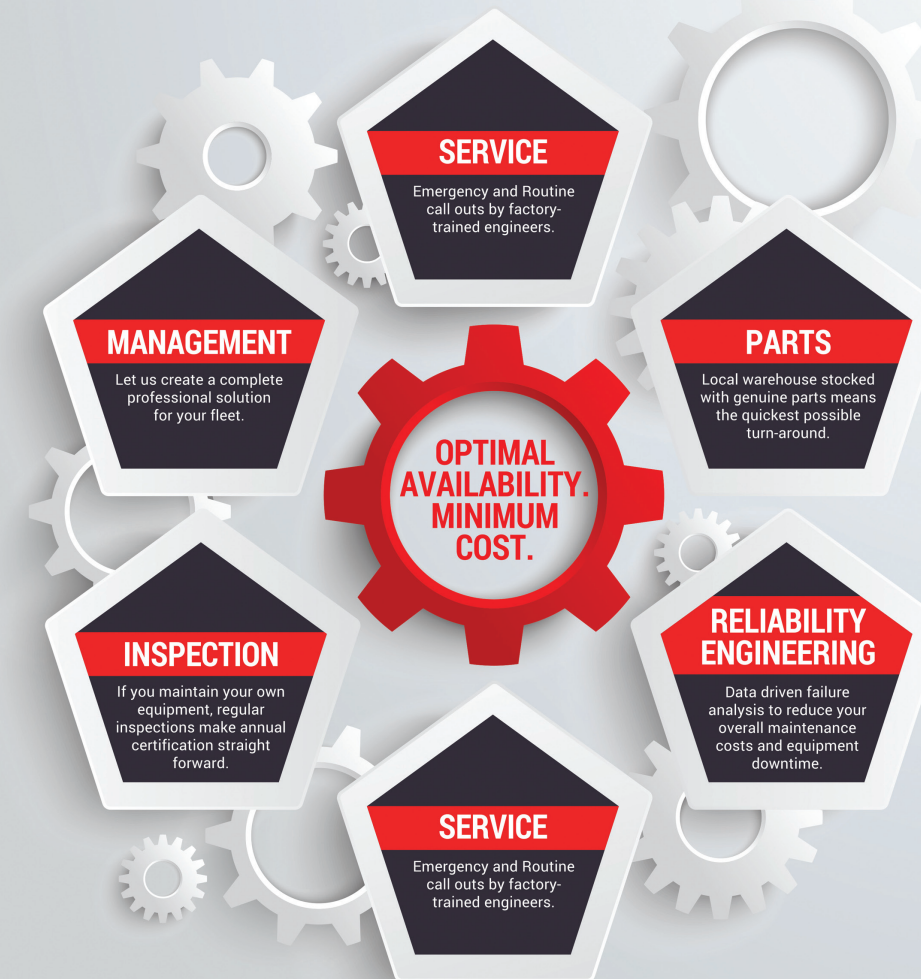 SERVICE
Emergency and Routine
call outs by factory-
trained engineers.
MANAGEMENT
Let us create a complete
professional solution
for your fleet.
PARTS
Local warehouse stocked
with genuine parts means
the quickest possible
turn-around.
OPTIMAL
AVAILABILITY.
MINIMUM
COST.
INSPECTION
If you maintain your own
equipment, regular
inspections make annual
certification straight
forward.
RELIABILITY
ENGINEERING
Data driven failure
analysis to reduce your
overall maintenance
costs and equipment
downtime.
SERVICE
Emergency and Routine
call outs by factory-
trained engineers.